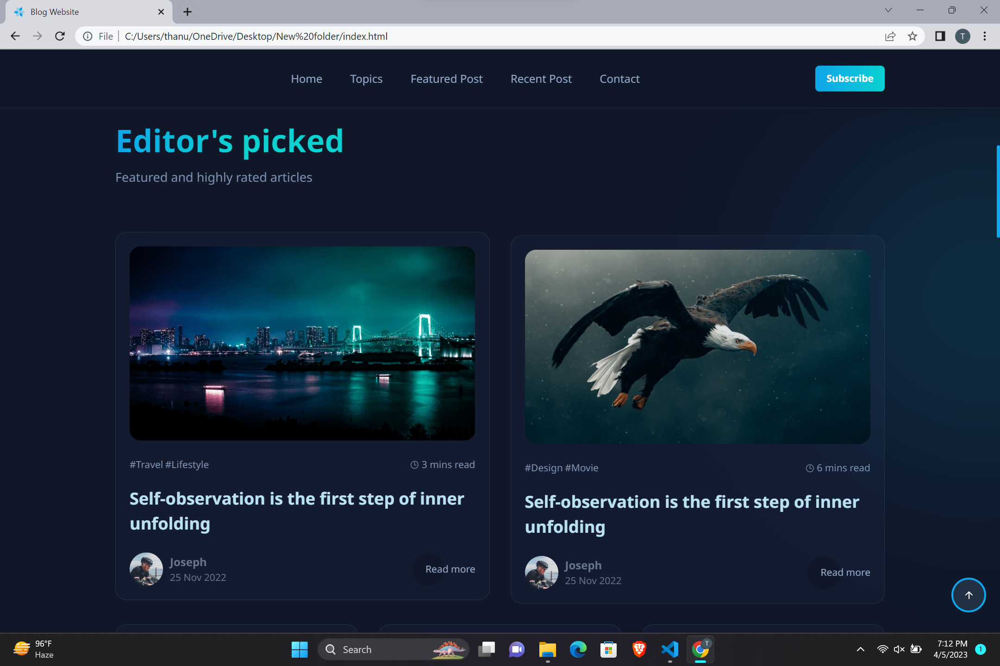 Blog Website
File
C:/Users/thanu/OneDrive/Desktop/New%20folder/index.html
T
Home Topics Featured Post Recent Post Contact Subscribe
Editor's picked
Featured and highly rated articles
#Travel #Lifestyle 3 mins read
Self-observation is the first step of inner
unfolding
Joseph
25 Nov 2022
Read more
#Design #Movie 6 mins read
Self-observation is the first step of inner
unfolding
Joseph
25 Nov 2022
Read more
96°F
Haze
Search
T
7:12 PM
4/5/2023
1